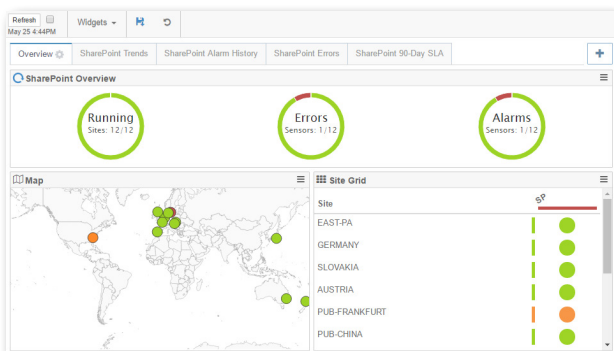 Refresh
May 25 4:44PM
Widgets
Overview
SharePoint Trends
SharePoint Alarm History
SharePoint Errors
SharePoint 90-Day SLA
+
SharePoint Overview
Running
Sites: 12/12
Errors
Sensors: 1/12
Alarms
Sensors: 1/12
Map
Site Grid
Site
SP
EAST-PA
GERMANY
SLOVAKIA
AUSTRIA
PUB-FRANKFURT
PUB-CHINA